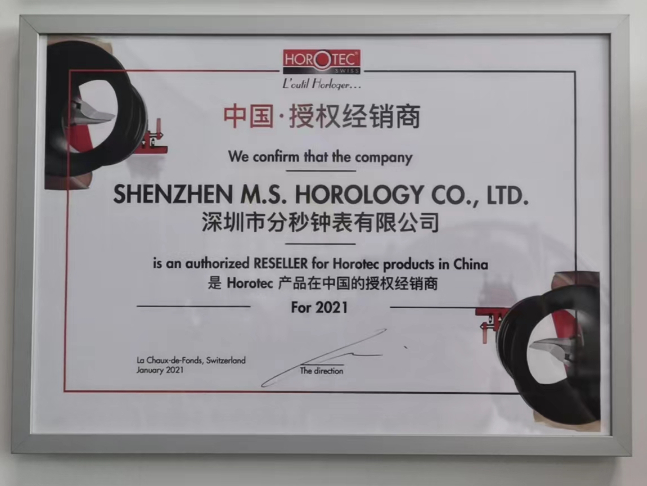 HOROTEC
SWISS
L'outil Horloger...
中国·授权经销商
We confirm that the company
SHENZHEN M.S. HOROLOGY CO., LTD.
深圳市分秒钟表有限公司
is an authorized RESELLER for Horotec products in China
是 Horotec 产品在中国的授权经销商
For 2021
La Chaux-de-Fonds, Switzerland
January 2021
The direction